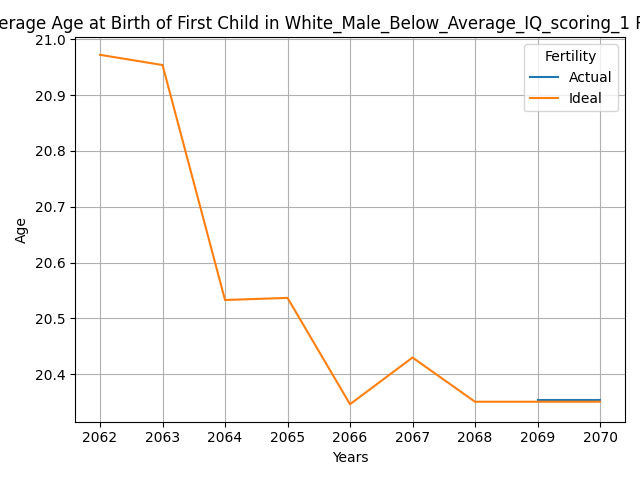 erage Age at Birth of First Child in White_Male_Below_Average_IQ_scoring_1
21.0
20.9
20.8
20.7
20.6
20.5
20.4
Age
Fertility
Actual
Ideal
2062 2063 2064 2065 2066 2067 2068 2069 2070
Years